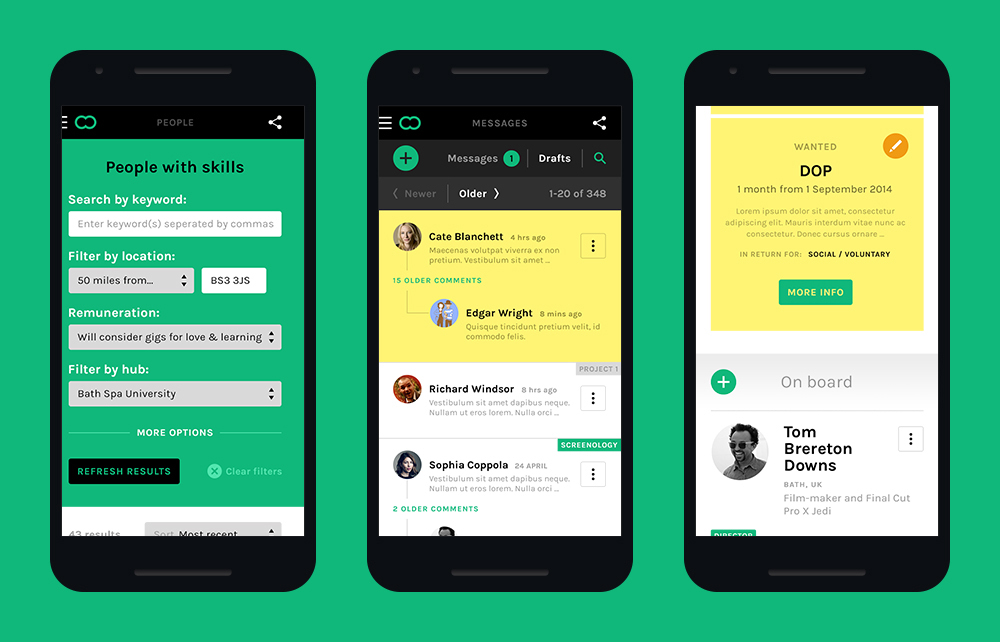 PEOPLE
People with skills
Search by keyword:
Enter keyword(s) seperated by commas
Filter by location:
50 miles from...
BS3 3JS
Remuneration:
Will consider gigs for love & learning
Filter by hub:
Bath Spa University
MORE OPTIONS
REFRESH RESULTS
Clear filters
43 results
Sort Most recent
MESSAGES
Messages 1
Drafts
Newer
Older
1-20 of 348
Cate Blanchett 4 hrs ago
Maecenas volutpat viverra ex non
pretium. Vestibulum sit amet ...
15 OLDER COMMENTS
Edgar Wright 8 mins ago
Quisque tincidunt pretium velit, id
commodo felis.
PROJECT 1
Richard Windsor 8 hrs ago
Vestibulum sit amet dapibus neque.
Nullam ut eros lorem. Nulla orci ...
SCREENOLOGY
Sophia Coppola 24 APRIL
Vestibulum sit amet dapibus neque.
Nullam ut eros lorem. Nulla orci ...
2 OLDER COMMENTS
WANTED
DOP
1 month from 1 September 2014
Lorem ipsum dolor sit amet, consectetur
adipiscing elit. Mauris interdum vitae nunc ac
consectetur. Donec cursus ornare ...
IN RETURN FOR: SOCIAL / VOLUNTARY
MORE INFO
On board
Tom
Brereton
Downs
BATH, UK
Film-maker and Final Cut
Pro X Jedi
DIRECTOR